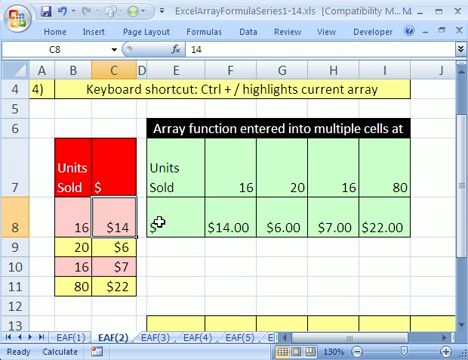 ExcelArrayFormulaSeries1-14.xls [Compatibility M...
Home Insert Page Layout Formulas Data Review View Developer
C8 fx 14
A B C D E F G H I J
4 4) Keyboard shortcut: Ctrl + / highlights current array
5
6 Array function entered into multiple cells at
7 Units Sold $ Units Sold 16 20 16 80
8 16 $14 $ $14.00 $6.00 $7.00 $22.00
9 20 $6
10 16 $7
11 80 $22
12
13
EAF(1) EAF(2) EAF(3) EAF(4) EAF(5)
Ready Calculate 130%